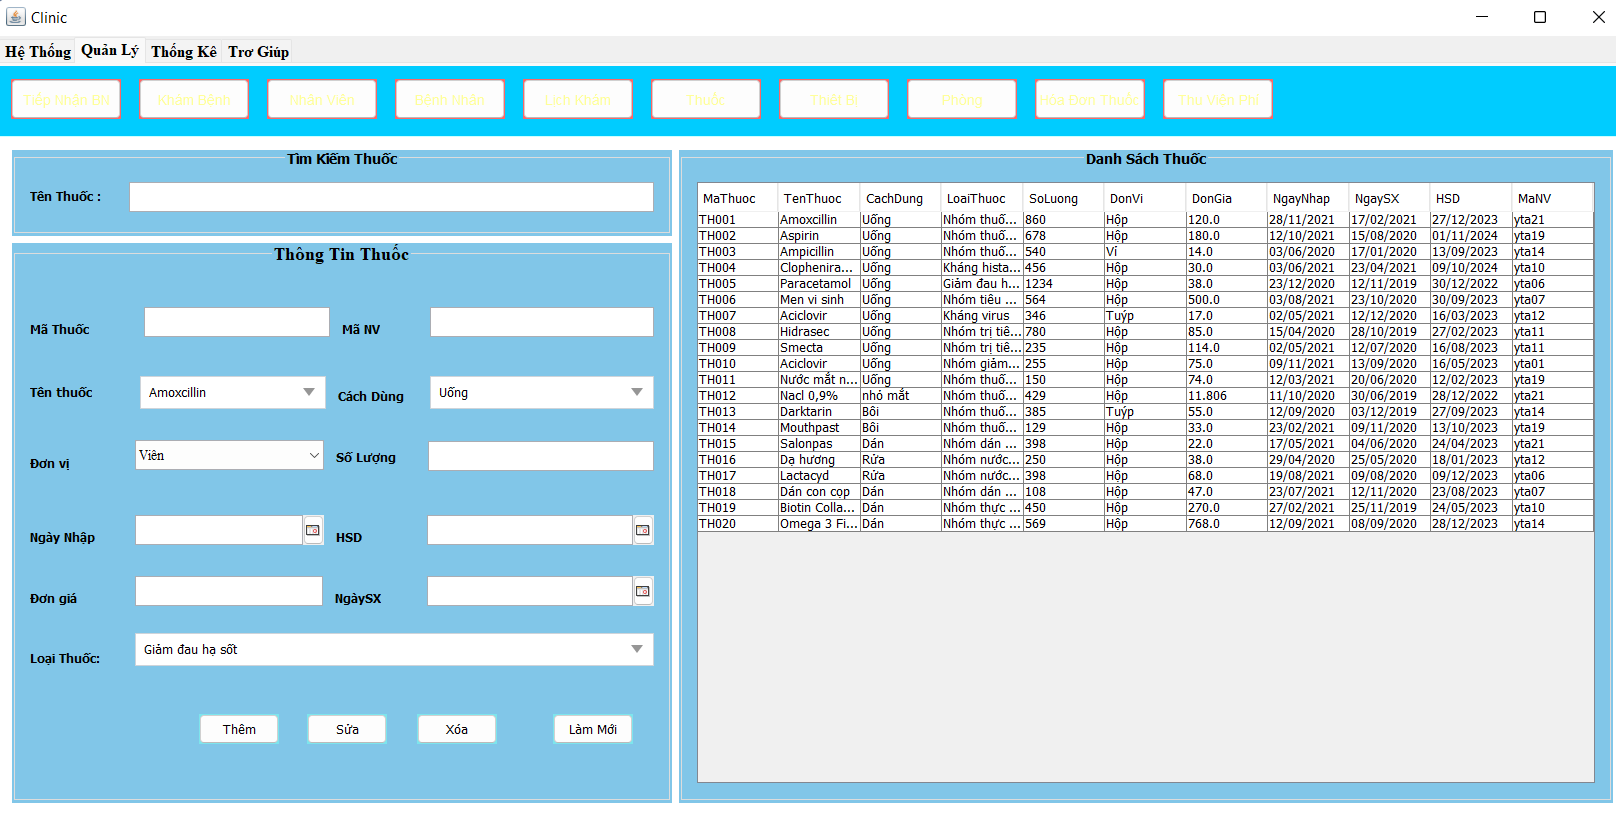 Clinic
Hệ Thống Quản Lý Thống Kê Trơ Giúp
Tiếp Nhận BN Khám Bệnh Nhân Viên Bệnh Nhân Lịch Khám Thuốc Thiết Bị Phòng Hóa Đơn Thuốc Thu Viện Phí
Tìm Kiếm Thuốc
Tên Thuốc :
Thông Tin Thuốc
Mã Thuốc Mã NV
Tên thuốc Amoxcillin Cách Dùng Uống
Đơn vị Viên Số Lượng
Ngày Nhập HSD
Đơn giá NgàySX
Loại Thuốc: Giảm đau hạ sốt
Thêm Sửa Xóa Làm Mới
Danh Sách Thuốc
MaThuoc TenThuoc CachDung LoaiThuoc SoLuong DonVi DonGia NgayNhap NgaySX HSD MaNV
TH001 Amoxcillin Uống Nhóm thuố... 860 Hộp 120.0 28/11/2021 17/02/2021 27/12/2023 yta21
TH002 Aspirin Uống Nhóm thuố... 678 Hộp 180.0 12/10/2021 15/08/2020 01/11/2024 yta19
TH003 Ampicillin Uống Nhóm thuố... 540 Ví 14.0 03/06/2020 17/01/2020 13/09/2023 yta14
TH004 Clophenira... Uống Kháng hista... 456 Hộp 30.0 03/06/2021 23/04/2021 09/10/2024 yta10
TH005 Paracetamol Uống Giảm đau h... 1234 Hộp 38.0 23/12/2020 12/11/2019 30/12/2022 yta06
TH006 Men vi sinh Uống Nhóm tiêu ... 564 Hộp 500.0 03/08/2021 23/10/2020 30/09/2023 yta07
TH007 Aciclovir Uống Kháng virus 346 Tuýp 17.0 02/05/2021 12/12/2020 16/03/2023 yta12
TH008 Hidrasec Uống Nhóm trị tiê... 780 Hộp 85.0 15/04/2020 28/10/2019 27/02/2023 yta11
TH009 Smecta Uống Nhóm trị tiê... 235 Hộp 114.0 02/05/2021 12/07/2020 16/08/2023 yta11
TH010 Aciclovir Uống Nhóm giảm... 255 Hộp 75.0 09/11/2021 13/09/2020 16/05/2023 yta01
TH011 Nước mắt n... Uống Nhóm thuố... 150 Hộp 74.0 12/03/2021 20/06/2020 12/02/2023 yta19
TH012 Nacl 0,9% nhỏ mắt Nhóm thuố... 429 Hộp 11.806 11/10/2020 30/06/2019 28/12/2022 yta21
TH013 Darktarin Bôi Nhóm thuố... 385 Tuýp 55.0 12/09/2020 03/12/2019 27/09/2023 yta14
TH014 Mouthpast Bôi Nhóm thuố... 129 Hộp 33.0 23/02/2021 09/11/2020 13/10/2023 yta19
TH015 Salonpas Dán Nhóm dán ... 398 Hộp 22.0 17/05/2021 04/06/2020 24/04/2023 yta21
TH016 Dạ hương Rửa Nhóm nước... 250 Hộp 38.0 29/04/2020 25/05/2020 18/01/2023 yta12
TH017 Lactacyd Rửa Nhóm nước... 398 Hộp 68.0 19/08/2021 09/08/2020 09/12/2023 yta06
TH018 Dán con cọp Dán Nhóm dán ... 108 Hộp 47.0 23/07/2021 12/11/2020 23/08/2023 yta07
TH019 Biotin Colla... Dán Nhóm thực ... 450 Hộp 270.0 27/02/2021 25/11/2019 24/05/2023 yta10
TH020 Omega 3 Fi... Dán Nhóm thực ... 569 Hộp 768.0 12/09/2021 08/09/2020 28/12/2023 yta14